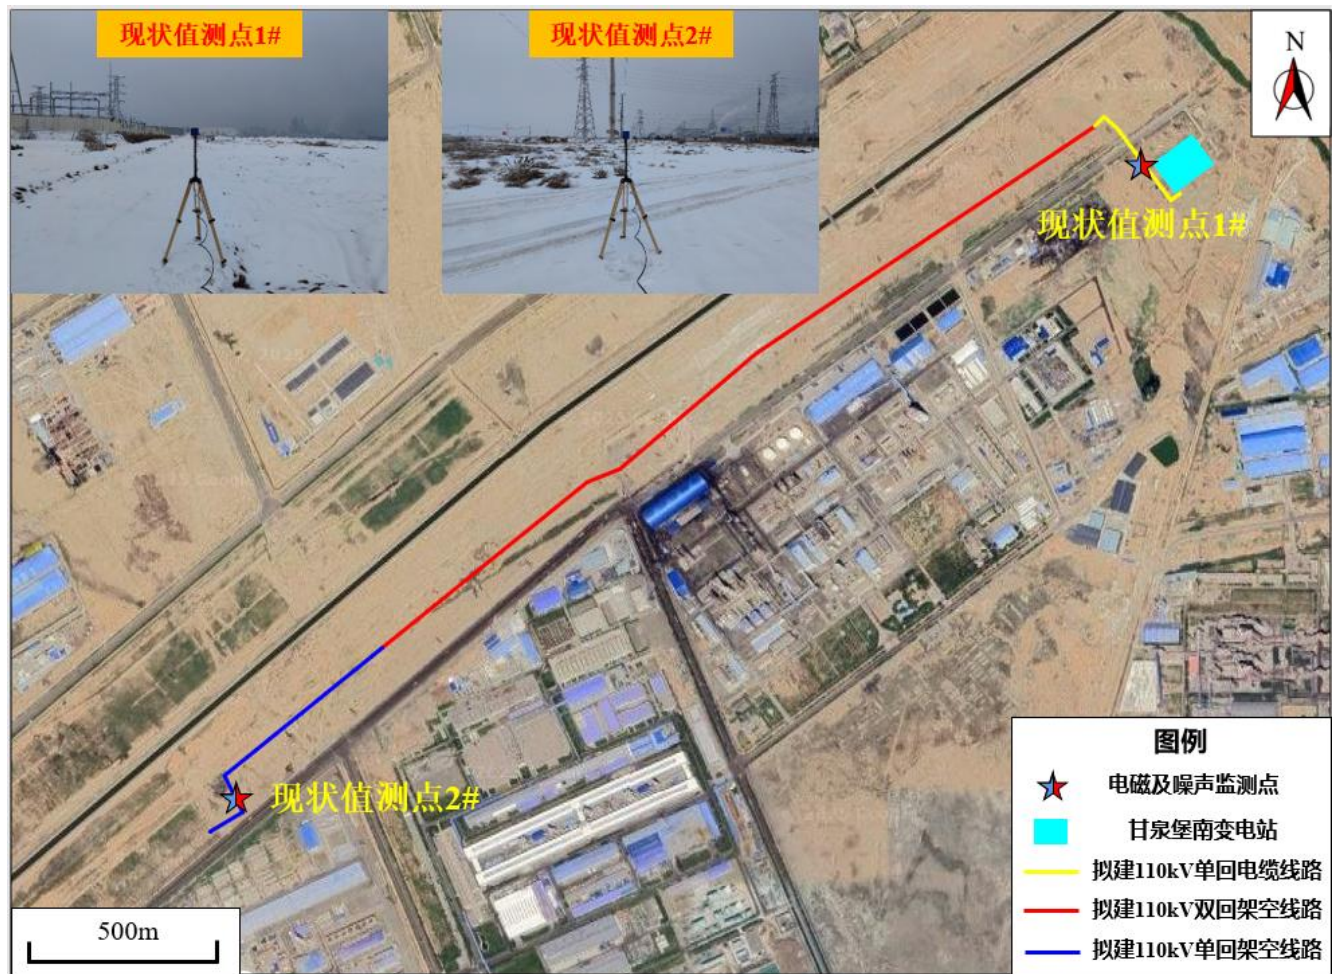 现状值测点1#
现状值测点2#
N
现状值测点1#
现状值测点2#
图例
电磁及噪声监测点
甘泉堡南变电站
拟建110kV单回电缆线路
拟建110kV双回架空线路
拟建110kV单回架空线路
500m